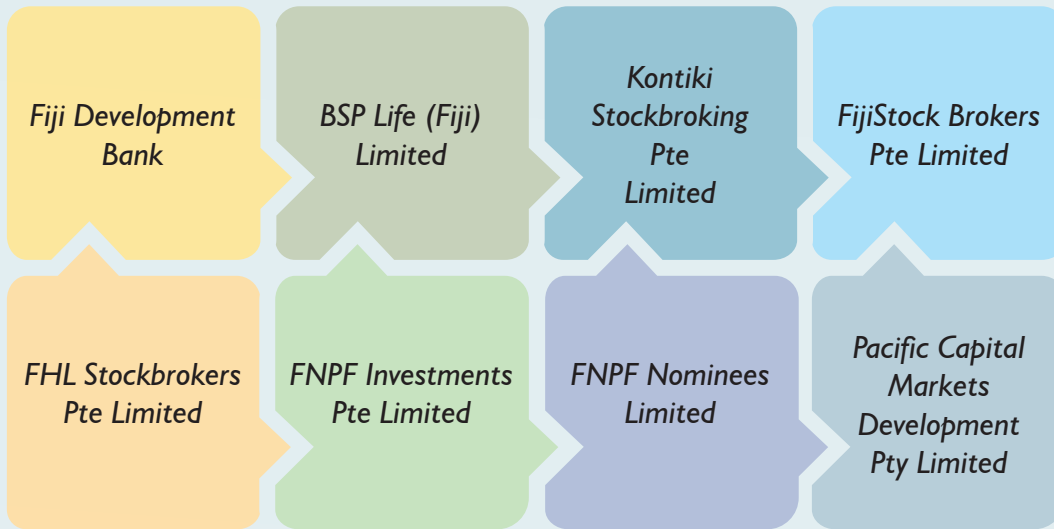 Fiji Development
Bank
BSP Life (Fiji)
Limited
Kontiki
Stockbroking
Pte
Limited
FijiStock Brokers
Pte Limited
FHL Stockbrokers
Pte Limited
FNPF Investments
Pte Limited
FNPF Nominees
Limited
Pacific Capital
Markets
Development
Pty Limited